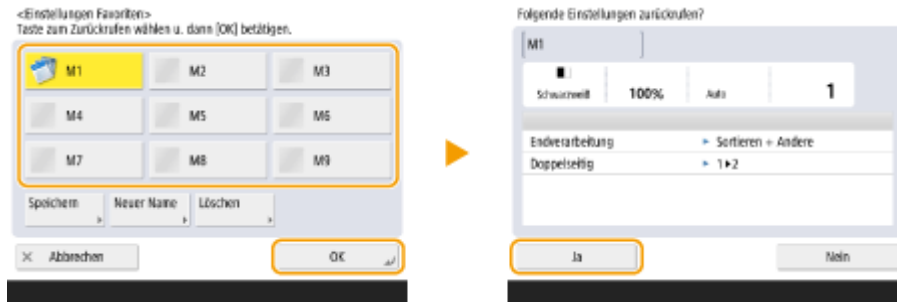 <Einstellungen Favoriten>
Taste zum Zurückrufen wählen u. dann [OK] betätigen.
M1 M2 M3
M4 M5 M6
M7 M8 M9
Speichern Neuer Name Löschen
× Abbrechen OK
Folgende Einstellungen zurückrufen?
M1
Schwarzweiß 100% Auto 1
Endverarbeitung ▸ Sortieren + Andere
Doppelseitig ▸ 1▸2
Ja Nein